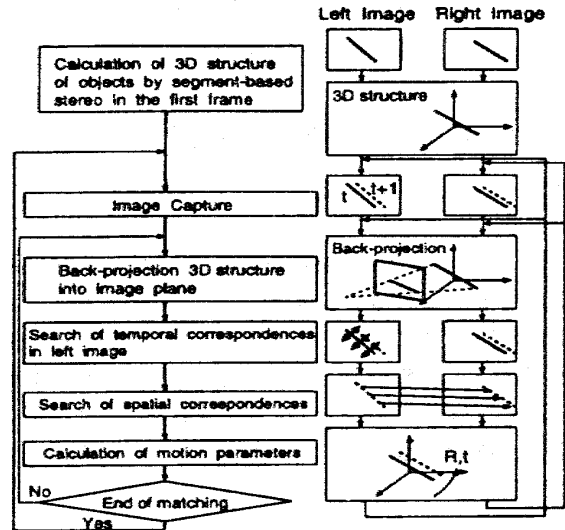 Left Image Right Image
Calculation of 3D structure
of objects by segment-based
stereo in the first frame
3D structure
t t+1
Image Capture
Back-projection
Back-projection 3D structure
into image plane
Search of temporal correspondences
in left image
Search of spatial correspondences
Calculation of motion parameters
R,t
No
End of matching
Yes